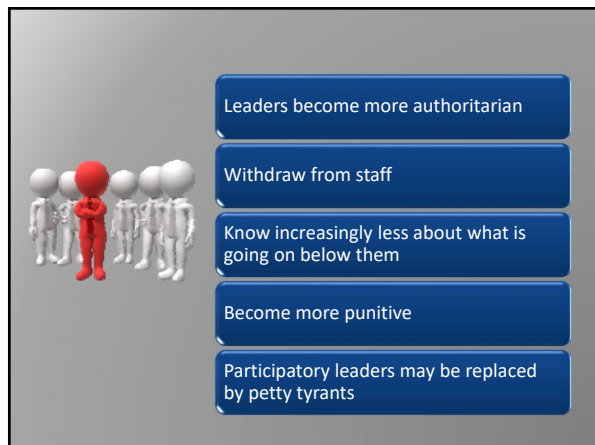 Leaders become more authoritarian
Withdraw from staff
Know increasingly less about what is
going on below them
Become more punitive
Participatory leaders may be replaced
by petty tyrants